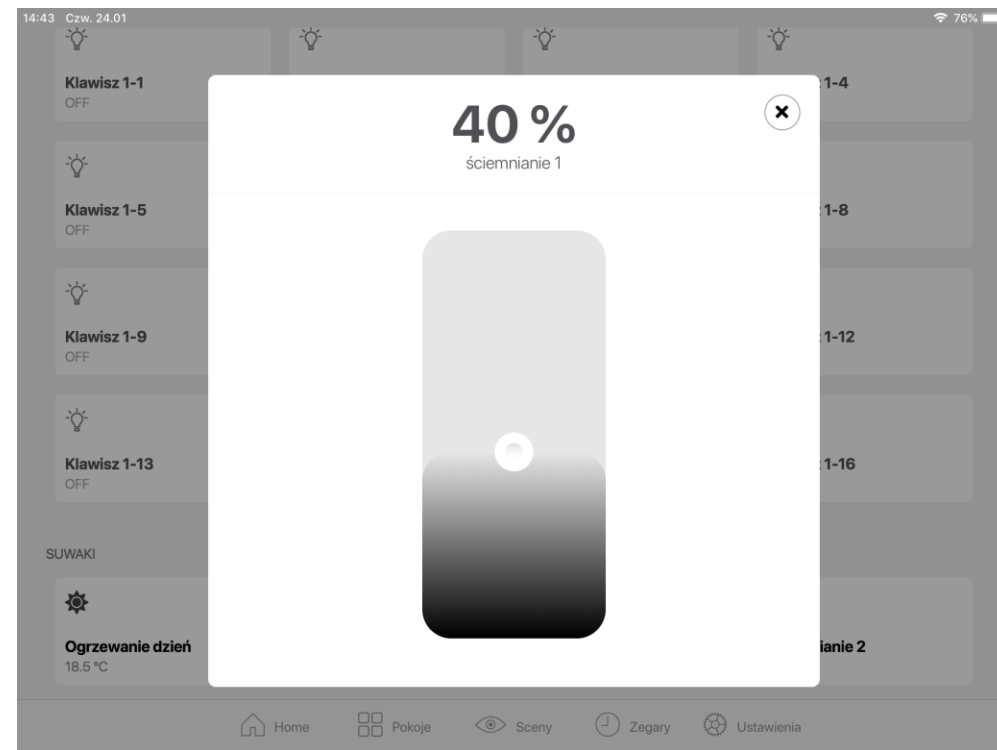 14:43 Czw. 24.01 76%
Klawisz 1-1
OFF
1-4
40 %
ściemnianie 1
Klawisz 1-5
OFF
1-8
Klawisz 1-9
OFF
1-12
Klawisz 1-13
OFF
1-16
SUWAKI
Ogrzewanie dzień
18.5 °C
ianie 2
Home Pokoje Sceny Zegary Ustawienia